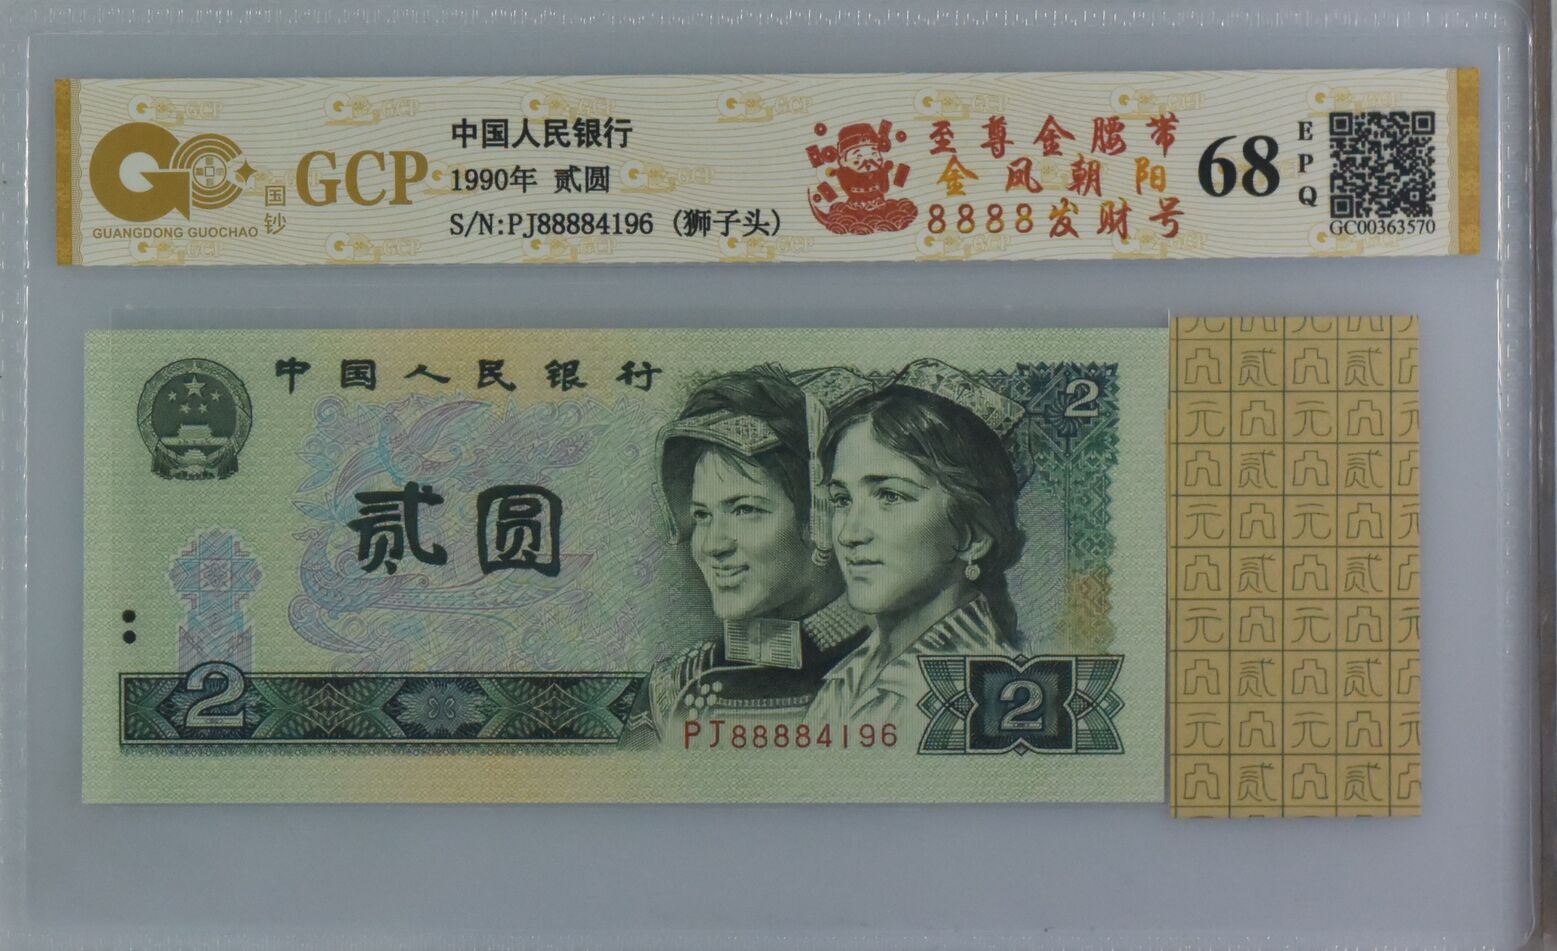 国钞
GCP
GUANGDONG GUOCHAO
中国人民银行
1990年 贰圆
S/N:PJ88884196 (狮子头)
至尊金腰带
金凤朝阳
8888发财号
68
EPQ
GC00363570
中国人民银行
2
贰圆
2
PJ88884196
2